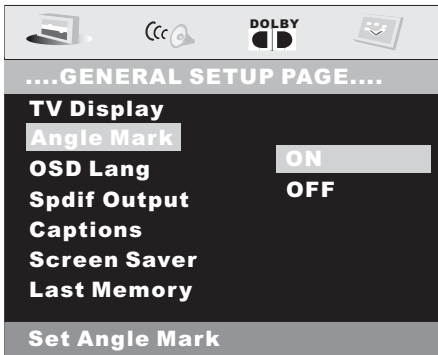 DOLBY
....GENERAL SETUP PAGE....
TV Display
Angle Mark
ON
OSD Lang
OFF
Spdif Output
Captions
Screen Saver
Last Memory
Set Angle Mark